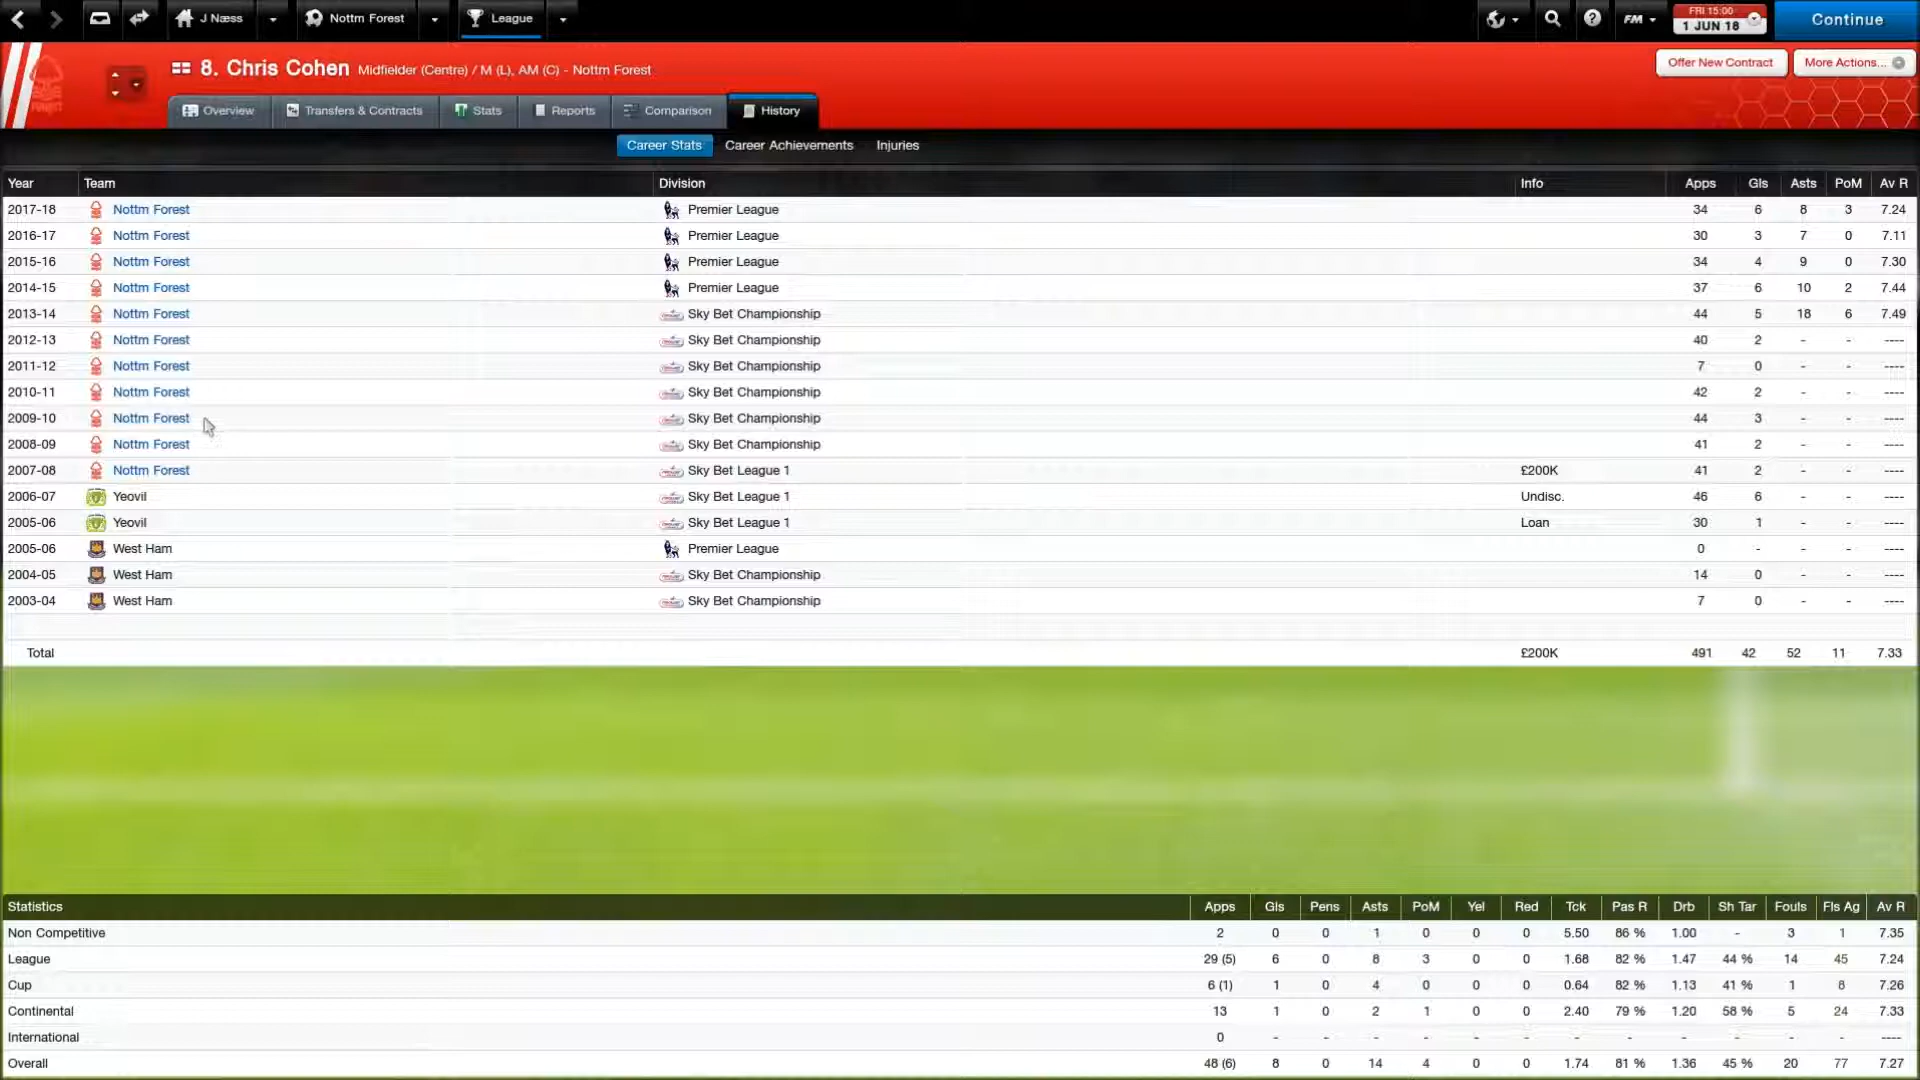 J Næss Nottm Forest League FM FRI 15:00 1 JUN 18 Continue
8. Chris Cohen Midfielder (Centre) / M (L), AM (C) - Nottm Forest Offer New Contract More Actions...
Overview Transfers & Contracts Stats Reports Comparison History
Career Stats Career Achievements Injuries
Year Team Division Info Apps Gls Asts PoM Av R
2017-18 Nottm Forest Premier League 34 6 8 3 7.24
2016-17 Nottm Forest Premier League 30 3 7 0 7.11
2015-16 Nottm Forest Premier League 34 4 9 0 7.30
2014-15 Nottm Forest Premier League 37 6 10 2 7.44
2013-14 Nottm Forest Sky Bet Championship 44 5 18 6 7.49
2012-13 Nottm Forest Sky Bet Championship 40 2 - - ----
2011-12 Nottm Forest Sky Bet Championship 7 0 - - ----
2010-11 Nottm Forest Sky Bet Championship 42 2 - - ----
2009-10 Nottm Forest Sky Bet Championship 44 3 - - ----
2008-09 Nottm Forest Sky Bet Championship 41 2 - - ----
2007-08 Nottm Forest Sky Bet League 1 £200K 41 2 - - ----
2006-07 Yeovil Sky Bet League 1 Undisc. 46 6 - - ----
2005-06 Yeovil Sky Bet League 1 Loan 30 1 - - ----
2005-06 West Ham Premier League 0 - - - ----
2004-05 West Ham Sky Bet Championship 14 0 - - ----
2003-04 West Ham Sky Bet Championship 7 0 - - ----
Total £200K 491 42 52 11 7.33
Statistics Apps Gls Pens Asts PoM Yel Red Tck Pas R Drb Sh Tar Fouls Fls Ag Av R
Non Competitive 2 0 0 1 0 0 0 5.50 86 % 1.00 - 3 1 7.35
League 29 (5) 6 0 8 3 0 0 1.68 82 % 1.47 44 % 14 45 7.24
Cup 6 (1) 1 0 4 0 0 0 0.64 82 % 1.13 41 % 1 8 7.26
Continental 13 1 0 2 1 0 0 2.40 79 % 1.20 58 % 5 24 7.33
International 0 - - - - - - - - - - - - ----
Overall 48 (6) 8 0 14 4 0 0 1.74 81 % 1.36 45 % 20 77 7.27